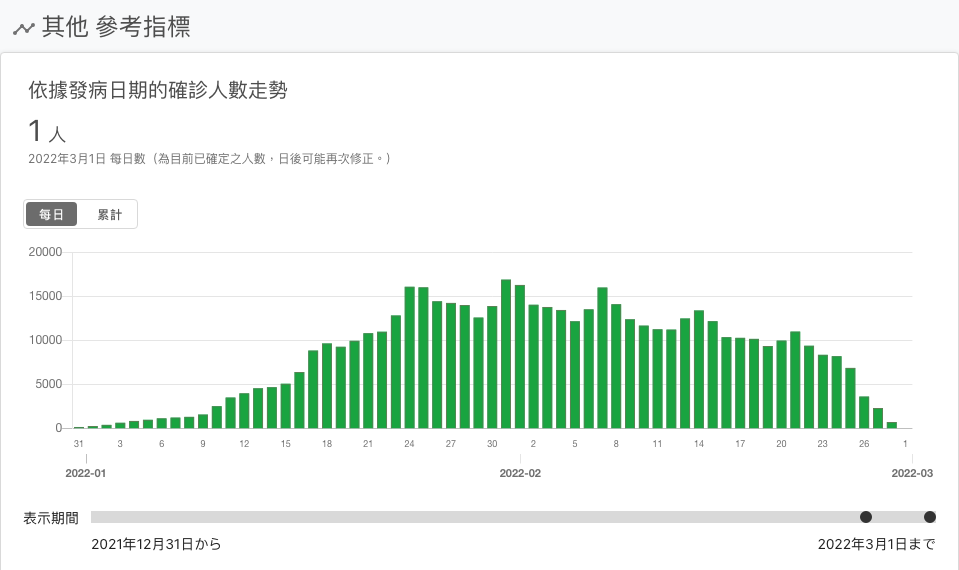 其他 參考指標
依據發病日期的確診人數走勢
1 人
2022年3月1日 每日數（為目前已確定之人數，日後可能再次修正。）
每日 累計
20000
15000
10000
5000
0
31 3 6 9 12 15 18 21 24 27 30 2 5 8 11 14 17 20 23 26 1
2022-01 2022-02 2022-03
表示期間
2021年12月31日から 2022年3月1日まで